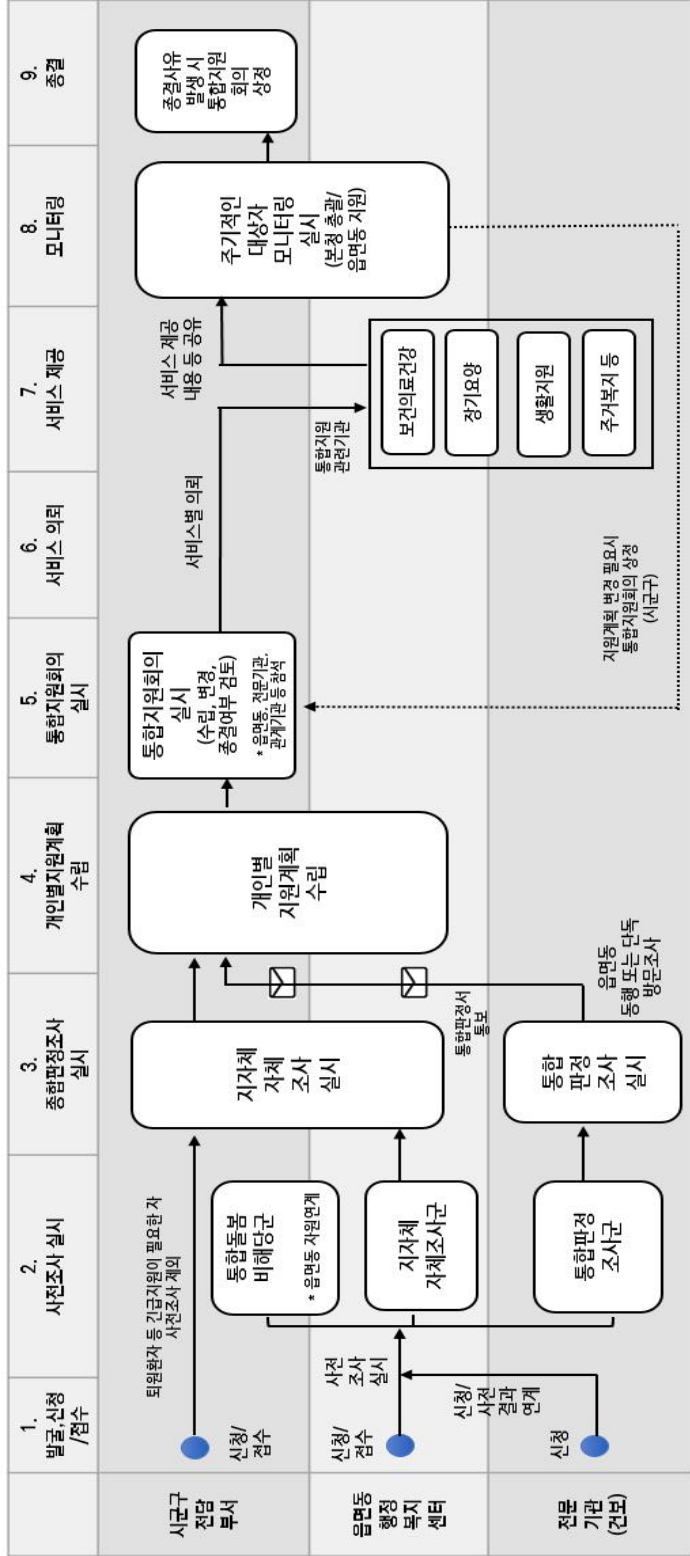 1.
발굴,신청
/접수
2.
사전조사 실시
3.
종합판정조사
실시
4.
개인별지원계획
수립
5.
통합지원회의
실시
6.
서비스 의뢰
7.
서비스 제공
8.
모니터링
9.
종결
시군구
전담
부서
신청/
접수
퇴원환자 등 긴급지원이 필요한 자
사전조사 제외
통합돌봄
비해당군
* 읍면동 자원연계
지자체
자체
조사
실시
개인별
지원계획
수립
통합지원회의
실시
(수립, 변경,
종결여부 검토)
* 읍면동, 전문기관,
관계기관 등 참석
서비스별 의뢰
서비스 제공
내용 등 공유
주기적인
대상자
모니터링
실시
(본청 총괄/
읍면동 지원)
종결사유
발생 시
통합지원
회의
상정
읍면동
행정
복지
센터
신청/
접수
사전
조사
실시
지자체
자체조사군
통합판정서
통보
통합지원
관련기관
보건의료건강
장기요양
생활지원
주거복지 등
전문
기관
(건보)
신청
신청/
사전
결과
연계
통합판정
조사군
통합
판정
조사
실시
읍면동
동행 또는 단독
방문조사
지원계획 변경 필요시
통합지원회의 상정
(시군구)